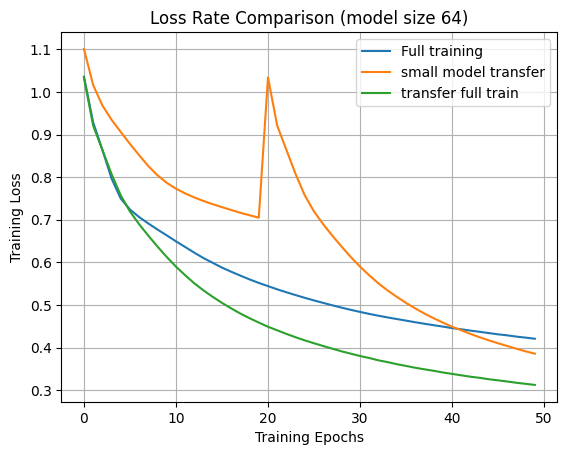 Loss Rate Comparison (model size 64)
Full training
small model transfer
transfer full train
Training Loss
1.1
1.0
0.9
0.8
0.7
0.6
0.5
0.4
0.3
0
10
20
30
40
50
Training Epochs